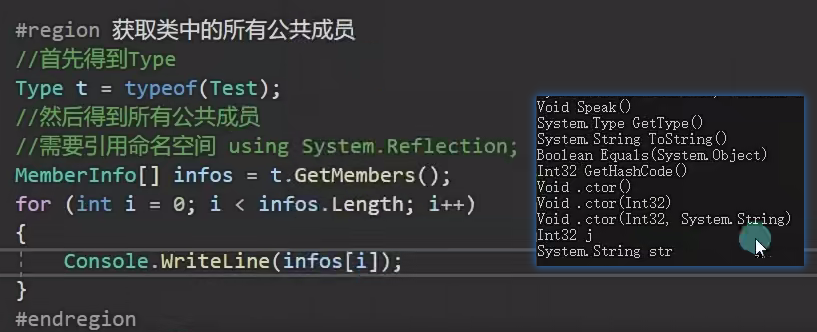 #region 获取类中的所有公共成员
//首先得到Type
Type t = typeof(Test);
//然后得到所有公共成员
//需要引用命名空间 using System.Reflection;
MemberInfo[] infos = t.GetMembers();
for (int i = 0; i < infos.Length; i++)
{
Console.WriteLine(infos[i]);
}
#endregion
Void Speak()
System.Type GetType()
System.String ToString()
Boolean Equals(System.Object)
Int32 GetHashCode()
Void .ctor()
Void .ctor(Int32)
Void .ctor(Int32, System.String)
Int32 j
System.String str